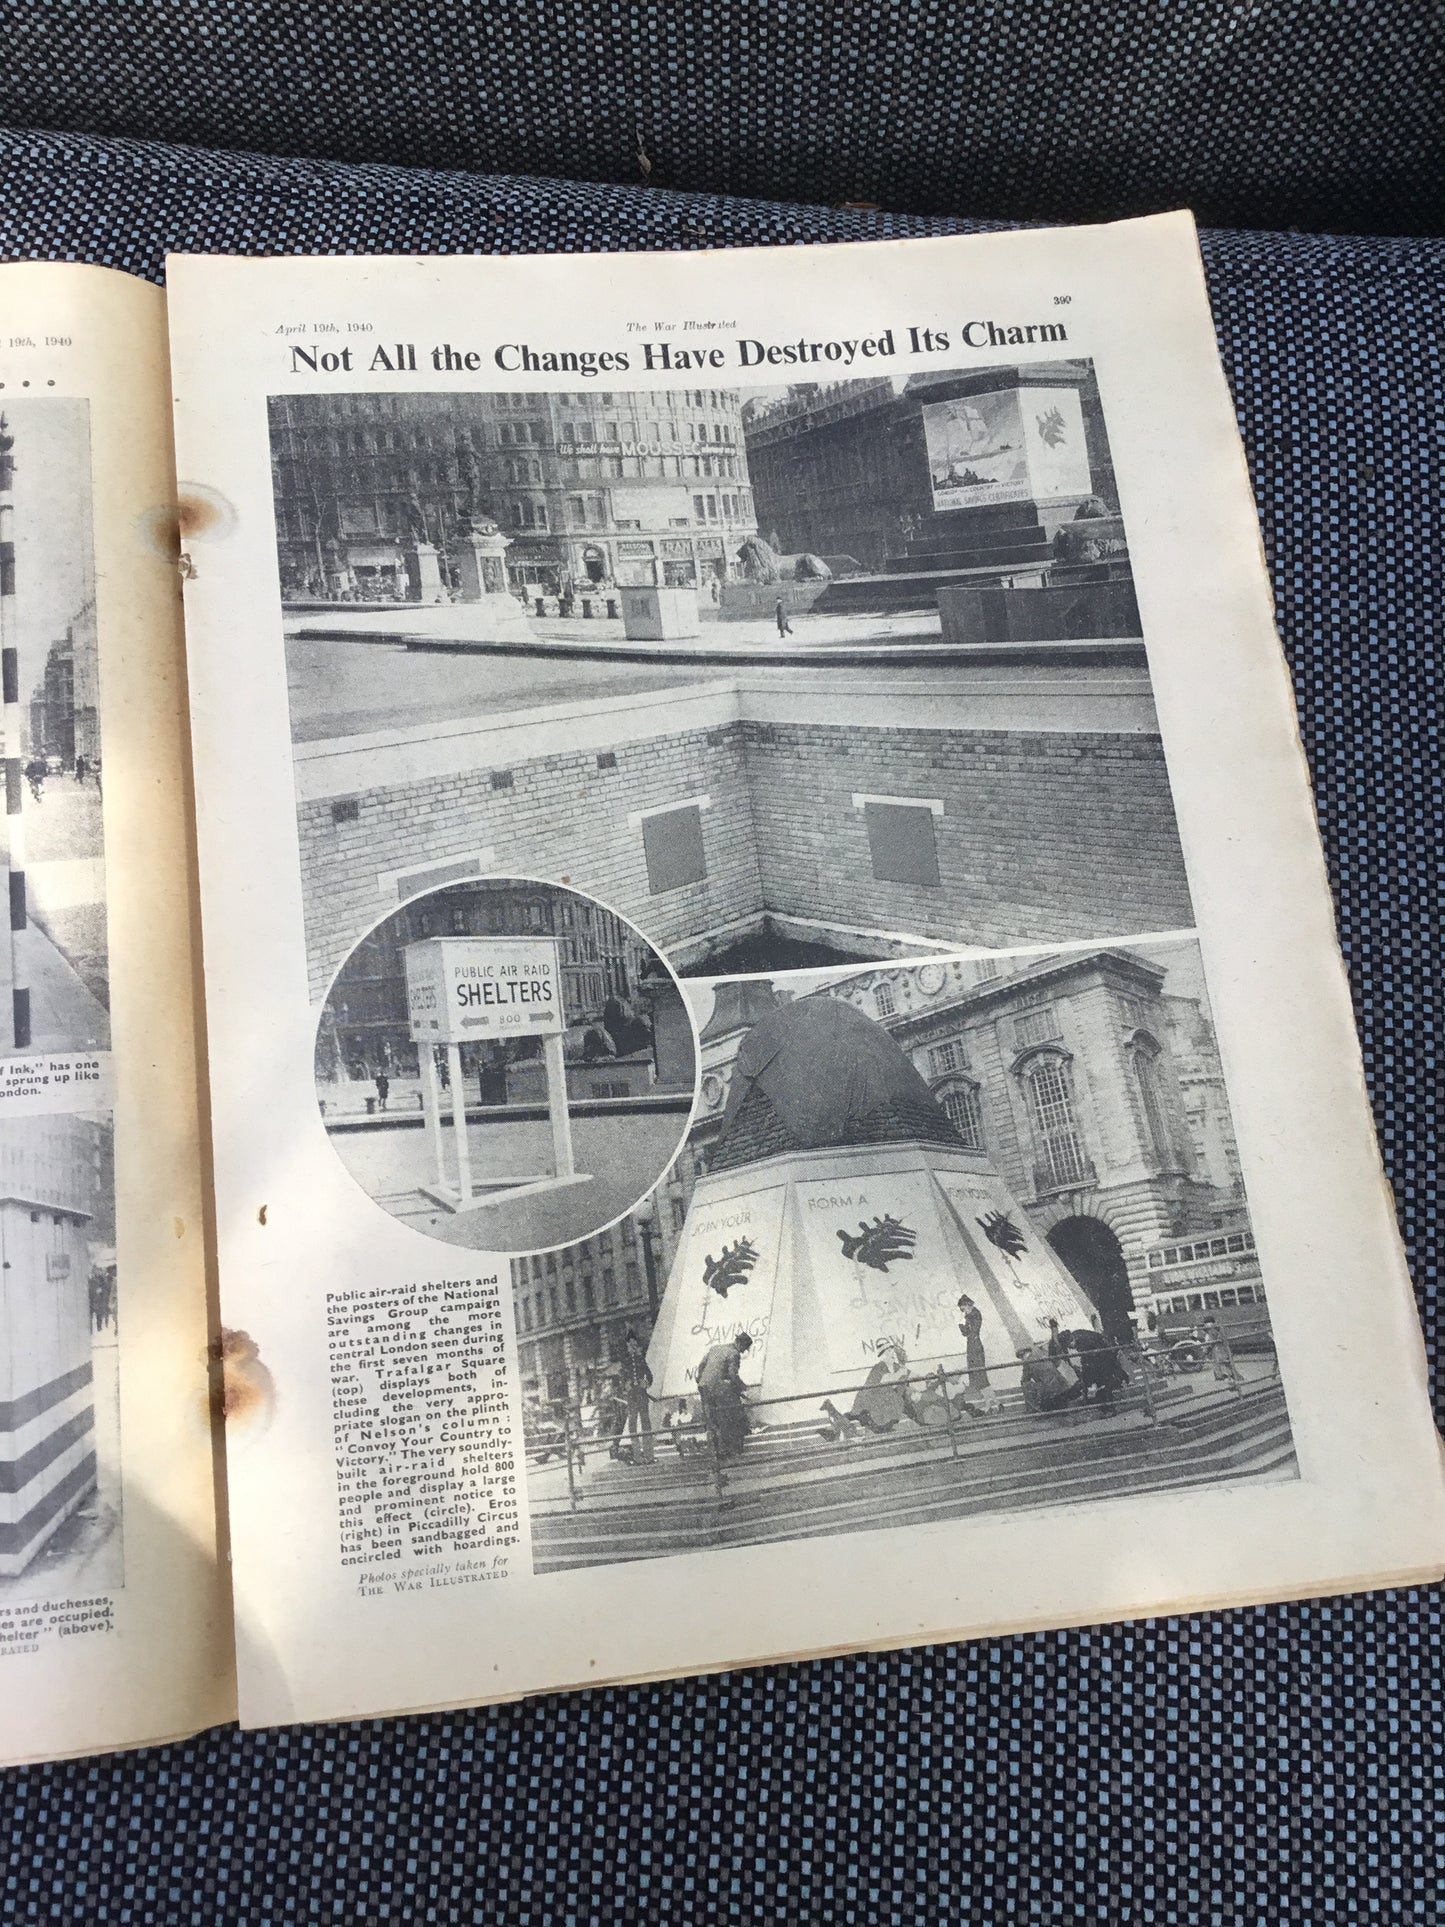 19th, 1940
f Ink," has one
sprung up like
ondon.
rs and duchesses,
es are occupied.
helter" (above).
RATED
April 19th, 1940
The War Illustrated
390
Not All the Changes Have Destroyed Its Charm
We shall have MOUSSEC
CONVOY YOUR COUNTRY TO VICTORY
NATIONAL SAVINGS CERTIFICATES
PUBLIC AIR RAID
SHELTERS
800
SHELTERS
JOIN YOUR
SAVINGS
FORM A
SAVINGS
NOW!
JOIN YOUR
Public air-raid shelters and
the posters of the National
Savings Group campaign
are among the more
outstanding changes in
central London seen during
the first seven months of
war. Trafalgar Square
(top) displays both of
these developments, in-
cluding the very appro-
priate slogan on the plinth
of Nelson's column :
"Convoy Your Country to
Victory." The very soundly-
built air-raid shelters
in the foreground hold 800
people and display a large
and prominent notice to
this effect (circle). Eros
(right) in Piccadilly Circus
has been sandbagged and
encircled with hoardings.
Photos specially taken for
THE WAR ILLUSTRATED